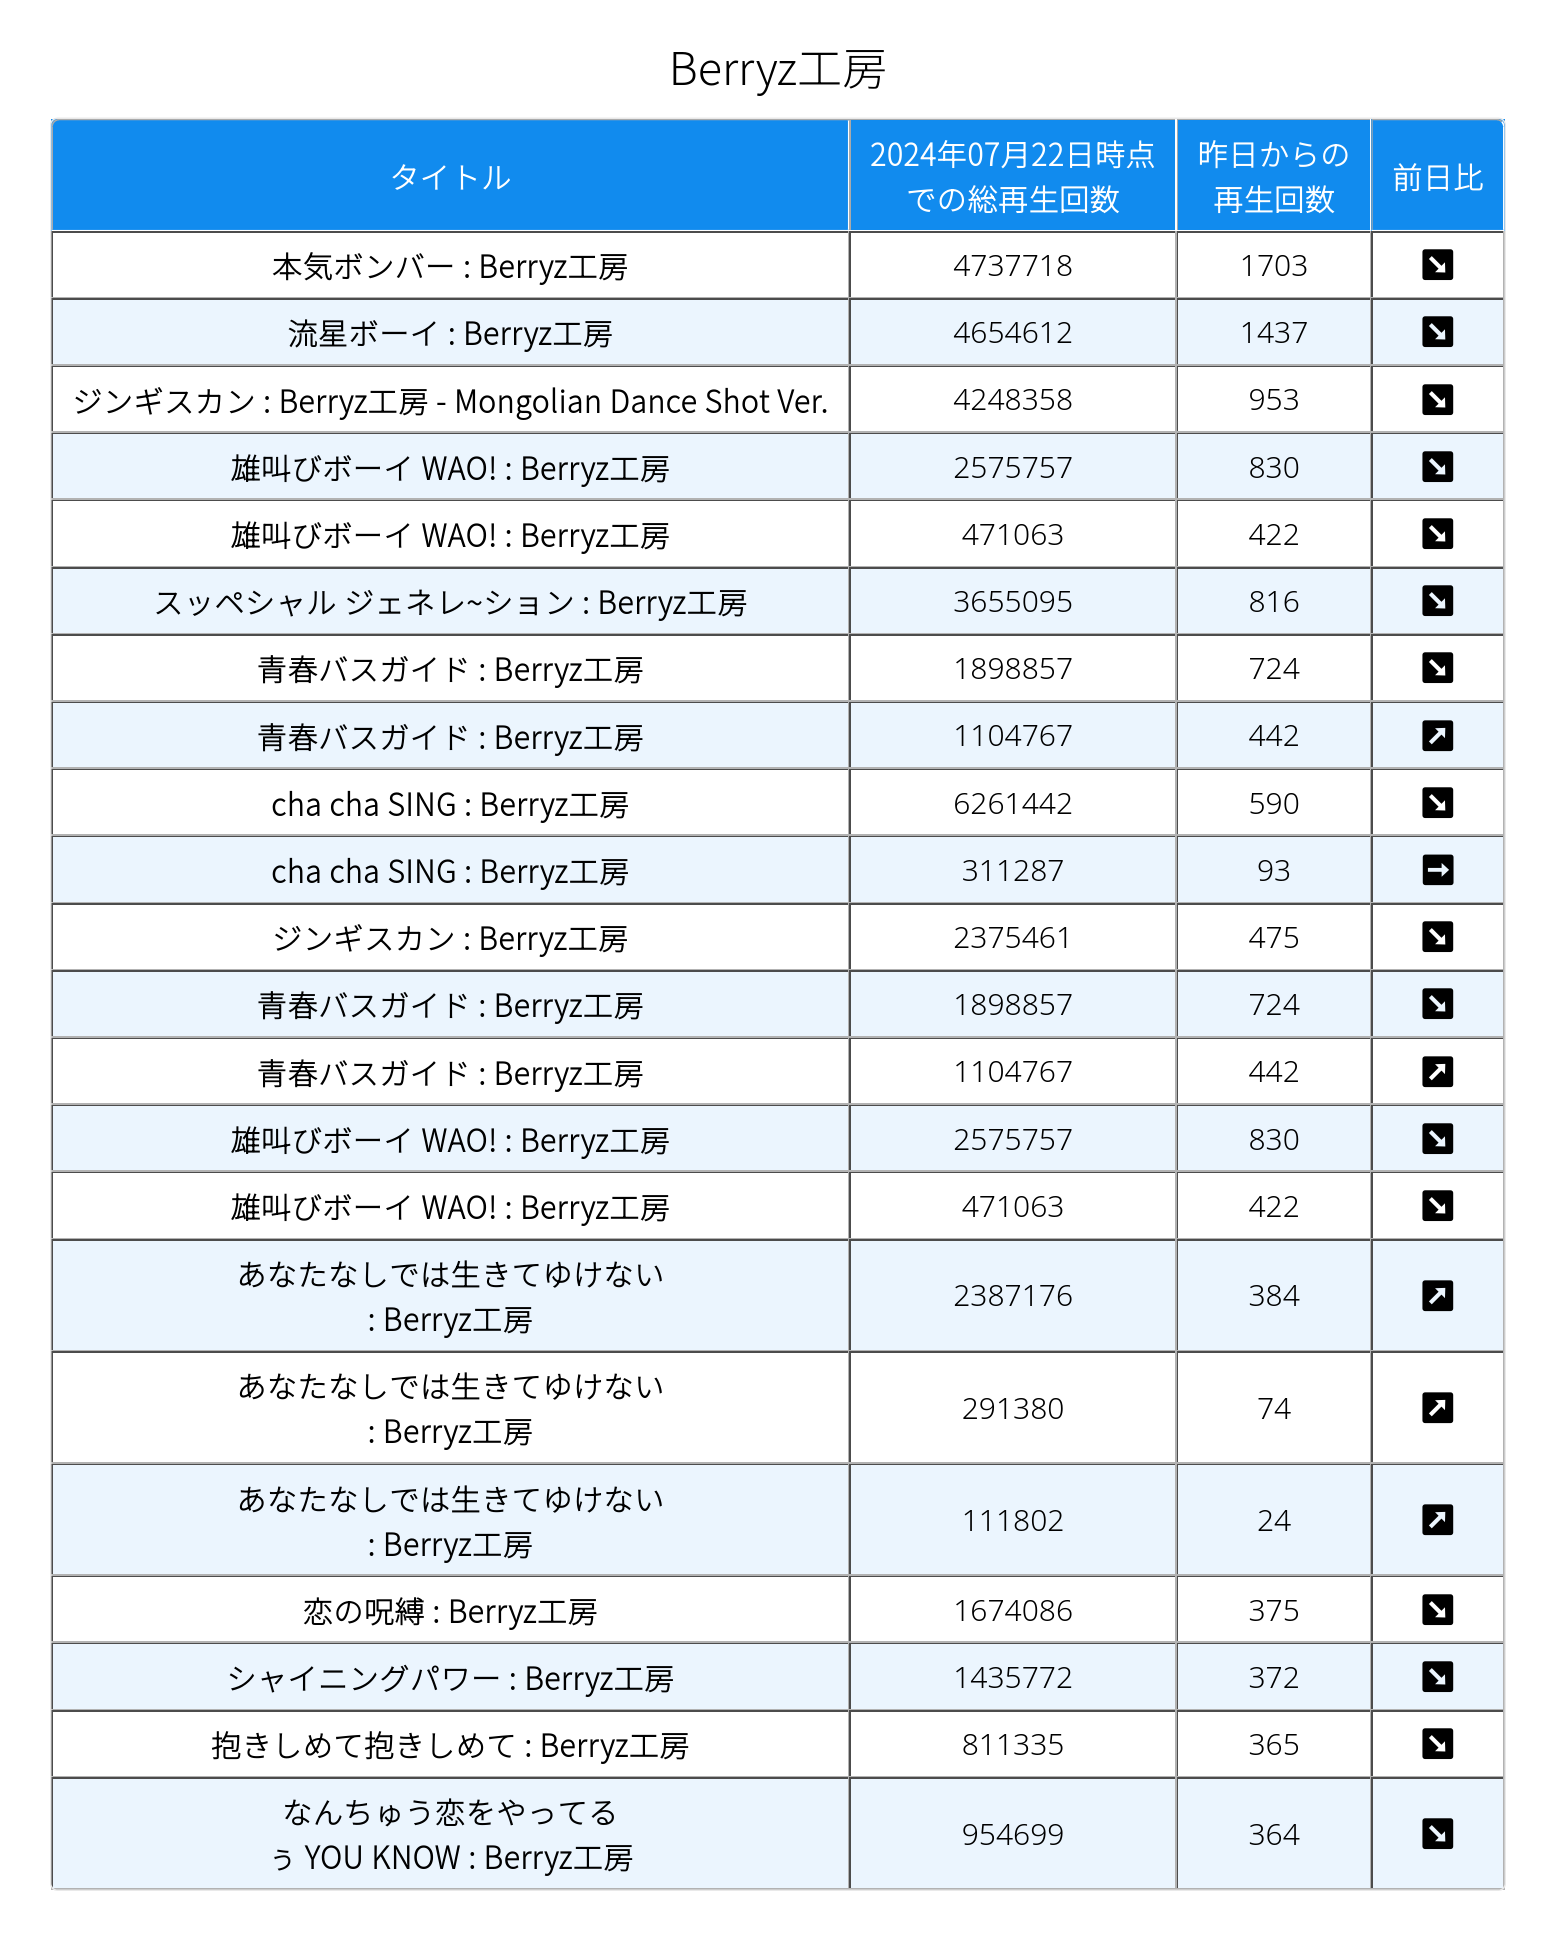 Berryz工房
タイトル
2024年07月22日時点
での総再生回数
昨日からの
再生回数
前日比
本気ボンバー : Berryz工房 4737718 1703
流星ボーイ : Berryz工房 4654612 1437
ジンギスカン : Berryz工房 - Mongolian Dance Shot Ver. 4248358 953
雄叫びボーイ WAO! : Berryz工房 2575757 830
雄叫びボーイ WAO! : Berryz工房 471063 422
スッペシャル ジェネレ~ション : Berryz工房 3655095 816
青春バスガイド : Berryz工房 1898857 724
青春バスガイド : Berryz工房 1104767 442
cha cha SING : Berryz工房 6261442 590
cha cha SING : Berryz工房 311287 93
ジンギスカン : Berryz工房 2375461 475
青春バスガイド : Berryz工房 1898857 724
青春バスガイド : Berryz工房 1104767 442
雄叫びボーイ WAO! : Berryz工房 2575757 830
雄叫びボーイ WAO! : Berryz工房 471063 422
あなたなしでは生きてゆけない
: Berryz工房 2387176 384
あなたなしでは生きてゆけない
: Berryz工房 291380 74
あなたなしでは生きてゆけない
: Berryz工房 111802 24
恋の呪縛 : Berryz工房 1674086 375
シャイニングパワー : Berryz工房 1435772 372
抱きしめて抱きしめて : Berryz工房 811335 365
なんちゅう恋をやってる
ぅ YOU KNOW : Berryz工房 954699 364